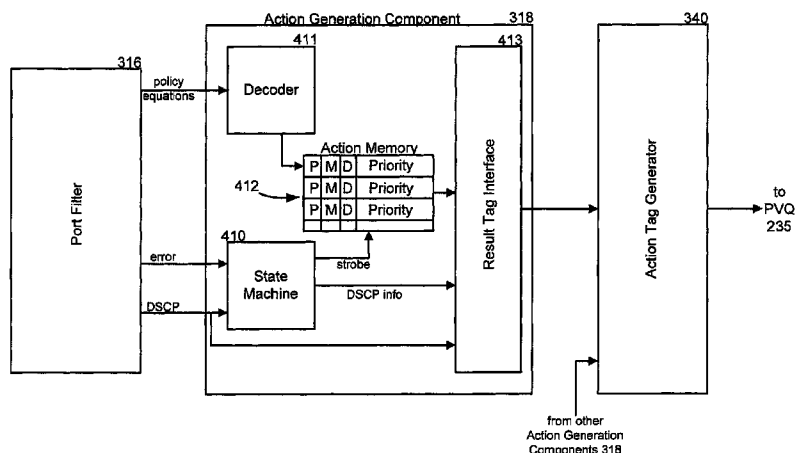 Action Generation Component
318
340
316
411
413
policy
equations
Decoder
Action Memory
P M D Priority
P M D Priority
P M D Priority
412
Port Filter
Result Tag Interface
Action Tag Generator
to
PVQ
235
410
error
State
Machine
strobe
DSCP info
DSCP
from other
Action Generation
Components 318